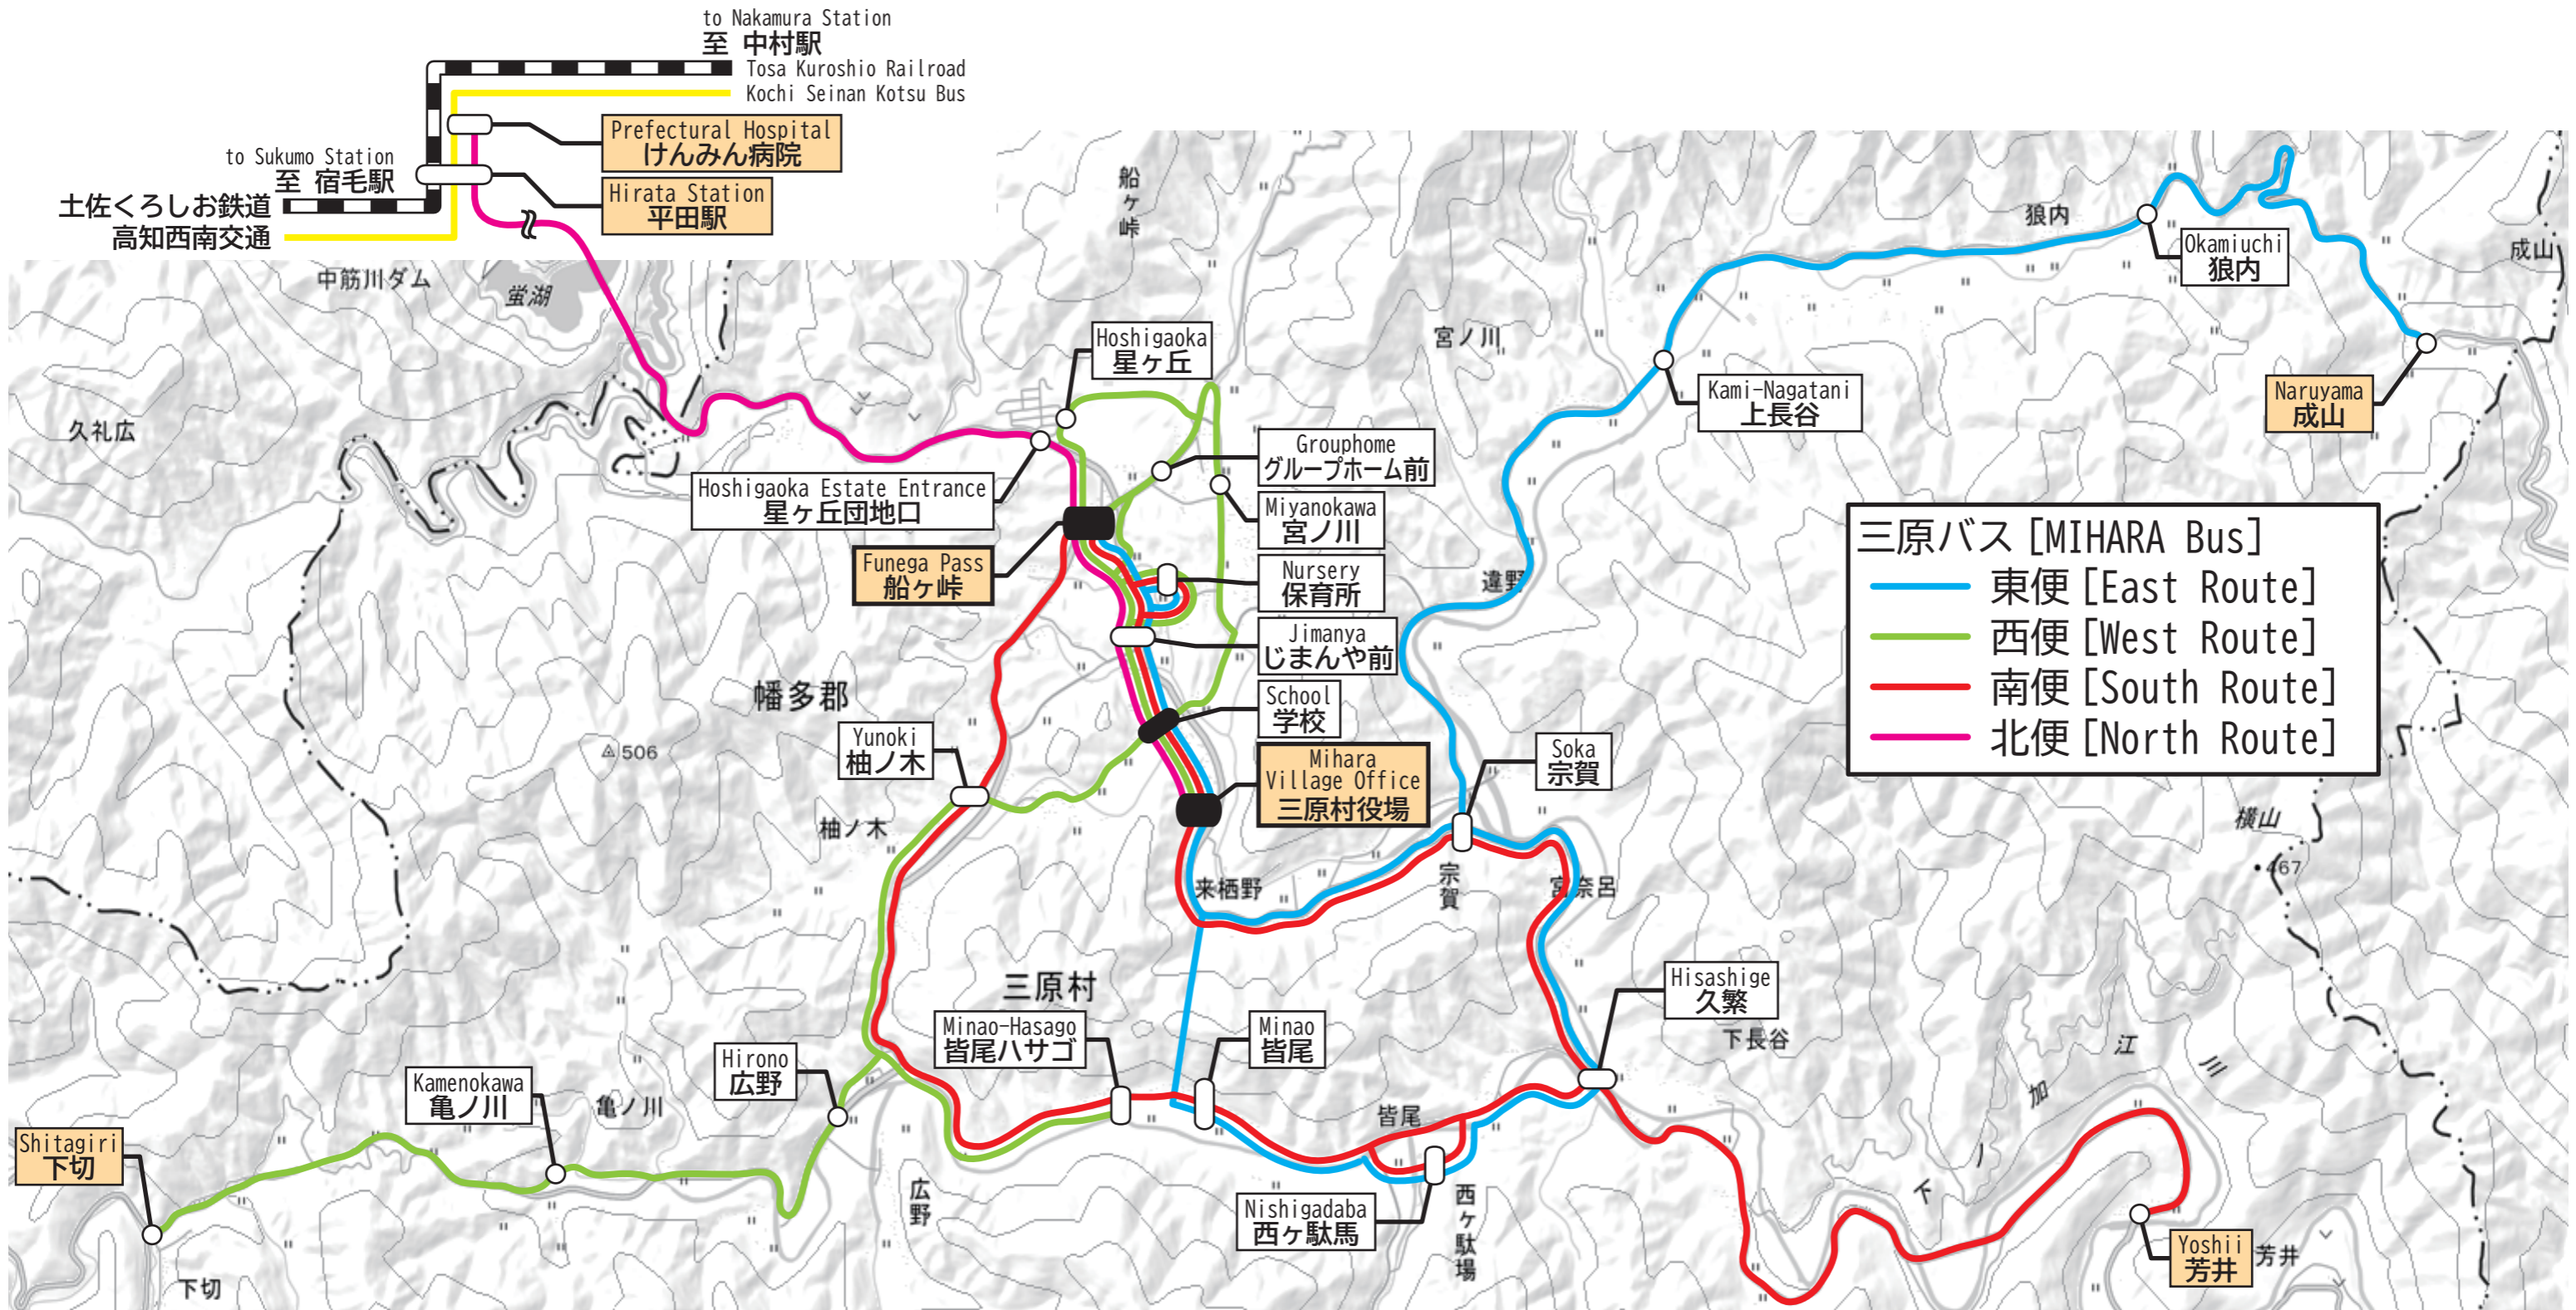 to Nakamura Station
至 中村駅
Tosa Kuroshio Railroad
Kochi Seinan Kotsu Bus
Prefectural Hospital
けんみん病院
to Sukumo Station
至 宿毛駅
Hirata Station
平田駅
土佐くろしお鉄道
高知西南交通
中筋川ダム
蛍湖
船ヶ峠
狼内
Okamiuchi
狼内
成山
宮ノ川
Hoshigaoka
星ヶ丘
Kami-Nagatani
上長谷
Naruyama
成山
久礼広
Grouphome
グループホーム前
Hoshigaoka Estate Entrance
星ヶ丘団地口
Miyanokawa
宮ノ川
Funega Pass
船ヶ峠
Nursery
保育所
違野
Jimanya
じまんや前
三原バス [MIHARA Bus]
東便 [East Route]
西便 [West Route]
南便 [South Route]
北便 [North Route]
幡多郡
School
学校
506
Yunoki
柚ノ木
Mihara
Village Office
三原村役場
Soka
宗賀
柚ノ木
横山
467
来栖野
宗賀
宮奈呂
三原村
Hisashige
久繁
Minao-Hasago
皆尾ハサゴ
Minao
皆尾
下長谷
Hirono
広野
Kamenokawa
亀ノ川
亀ノ川
皆尾
下ノ加江川
Shitagiri
下切
広野
Nishigadaba
西ヶ駄馬
西ヶ駄場
Yoshii
芳井
芳井
下切